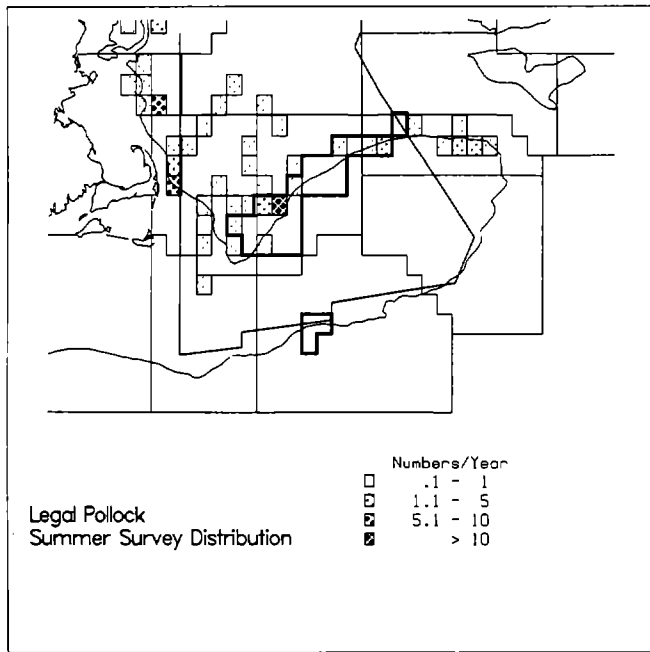 Numbers/Year
.1 - 1
1.1 - 5
5.1 - 10
> 10
Legal Pollock
Summer Survey Distribution